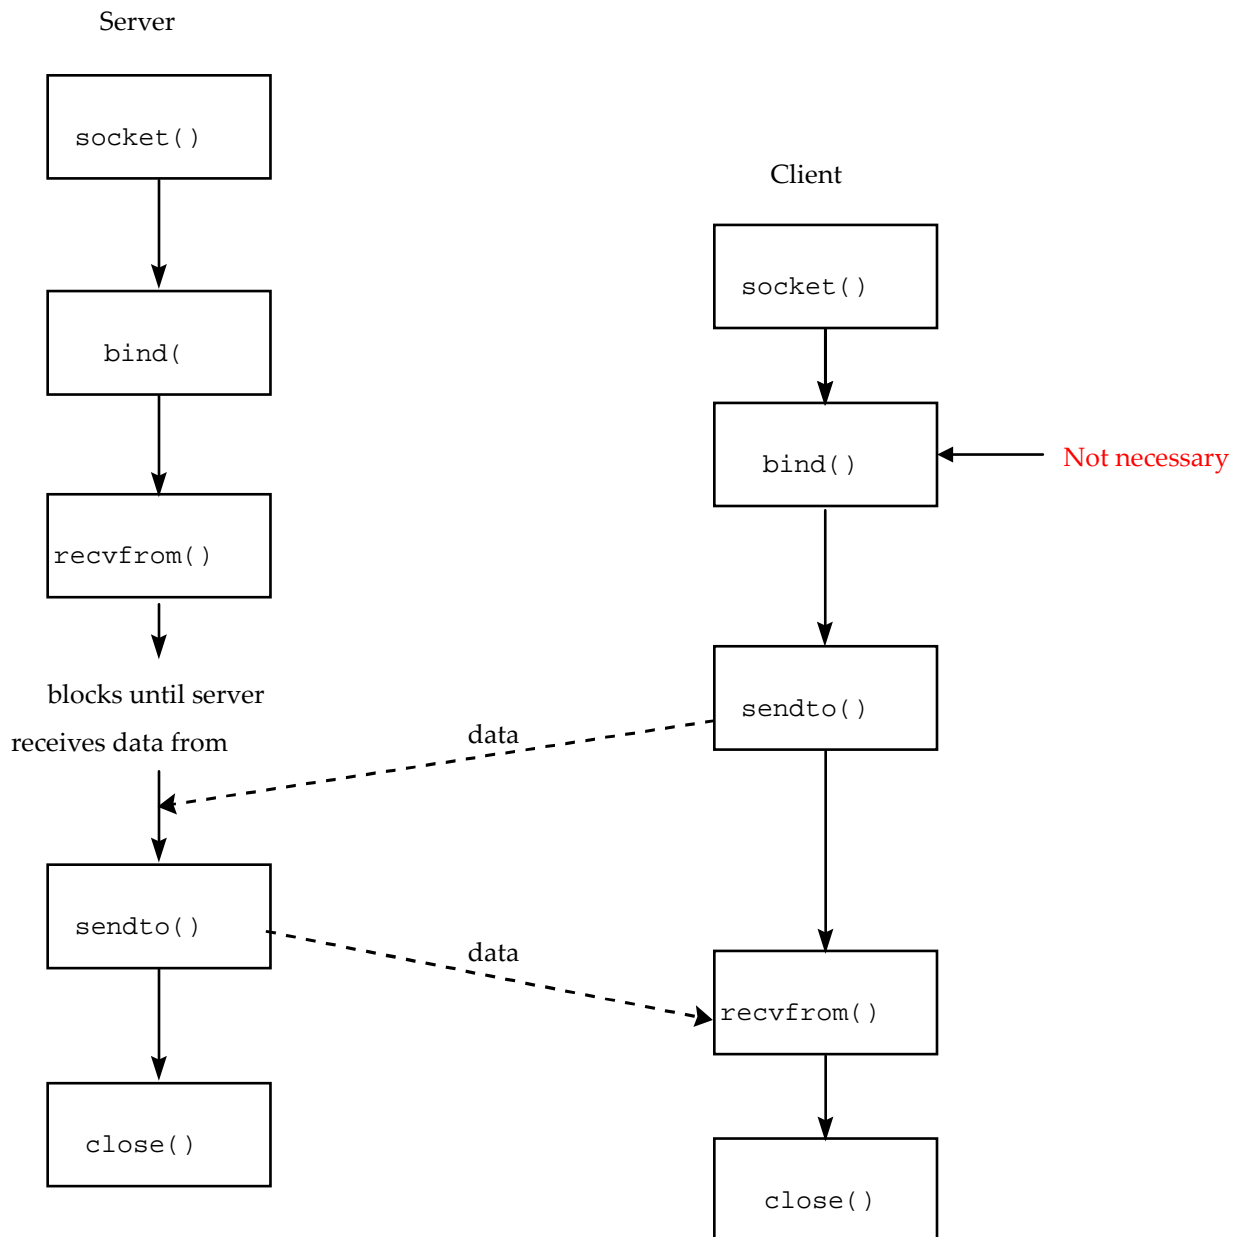 Server
socket()
bind(
recvfrom()
blocks until server
receives data from
sendto()
close()
Client
socket()
bind()
Not necessary
sendto()
data
data
recvfrom()
close()